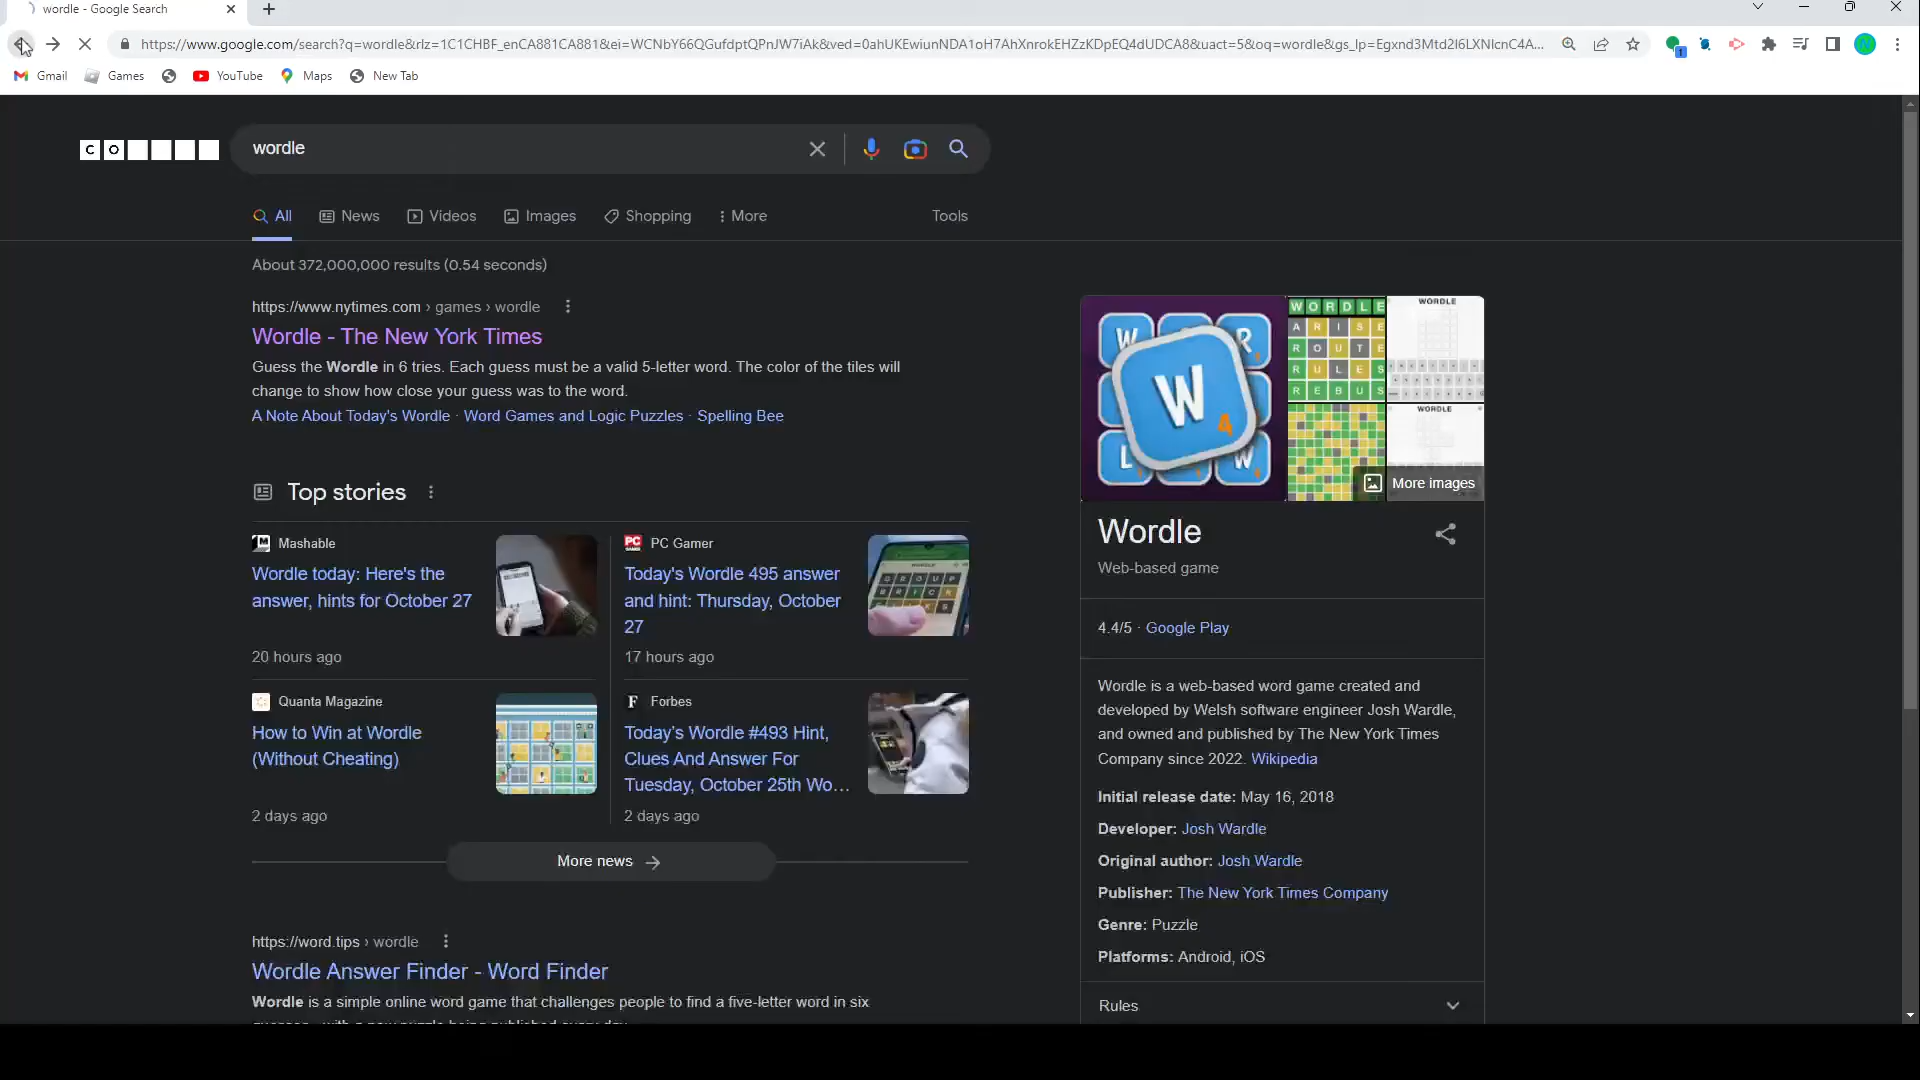 wordle - Google Search
https://www.google.com/search?q=wordle&rlz=1C1CHBF_enCA881CA881&ei=WCNbY66QGufdptQPnJW7iAk&ved=0ahUKEwiunNDA1oH7AhXnrokEHZzKDpEQ4dUDCA8&uact=5&oq=wordle&gs_lp=Egxnd3Mtd2l6LXNlcnC4A...
Gmail Games YouTube Maps New Tab
C O wordle
All News Videos Images Shopping More Tools
About 372,000,000 results (0.54 seconds)
https://www.nytimes.com › games › wordle
Wordle - The New York Times
Guess the Wordle in 6 tries. Each guess must be a valid 5-letter word. The color of the tiles will
change to show how close your guess was to the word.
A Note About Today's Wordle · Word Games and Logic Puzzles · Spelling Bee
Top stories
Mashable
Wordle today: Here's the
answer, hints for October 27
20 hours ago
PC Gamer
Today's Wordle 495 answer
and hint: Thursday, October
27
17 hours ago
Quanta Magazine
How to Win at Wordle
(Without Cheating)
2 days ago
Forbes
Today's Wordle #493 Hint,
Clues And Answer For
Tuesday, October 25th Wo...
2 days ago
More news
https://word.tips › wordle
Wordle Answer Finder - Word Finder
Wordle is a simple online word game that challenges people to find a five-letter word in six
W R
W 4
L W
WORDLE
ARISE
ROUTE
RULES
REBUS
WORDLE
WORDLE
More images
Wordle
Web-based game
4.4/5 · Google Play
Wordle is a web-based word game created and
developed by Welsh software engineer Josh Wardle,
and owned and published by The New York Times
Company since 2022. Wikipedia
Initial release date: May 16, 2018
Developer: Josh Wardle
Original author: Josh Wardle
Publisher: The New York Times Company
Genre: Puzzle
Platforms: Android, iOS
Rules